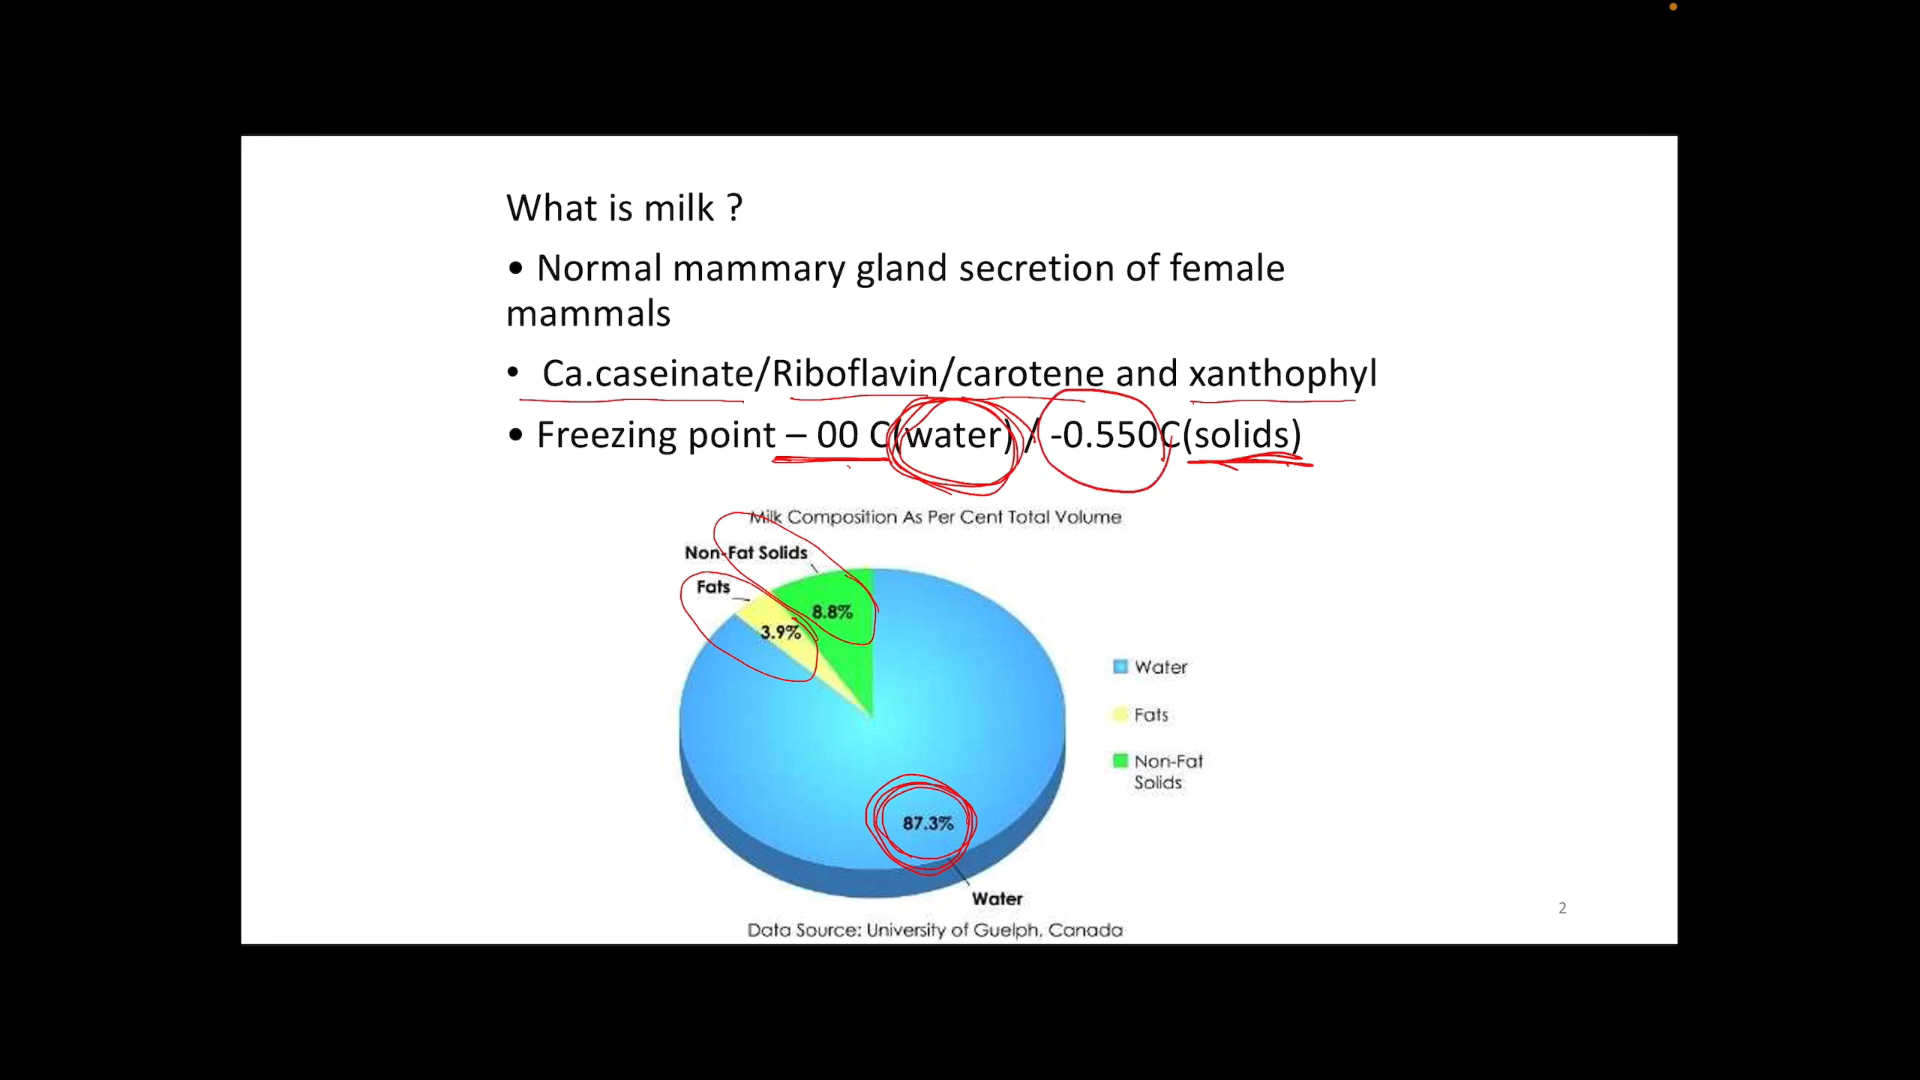 What is milk ?
• Normal mammary gland secretion of female
mammals
• Ca.caseinate/Riboflavin/carotene and xanthophyl
• Freezing point – 00 C(water) / -0.550C(solids)
Milk Composition As Per Cent Total Volume
Non-Fat Solids
Fats
8.8%
3.9%
Water
Fats
Non-Fat
Solids
87.3%
Water
2
Data Source: University of Guelph, Canada